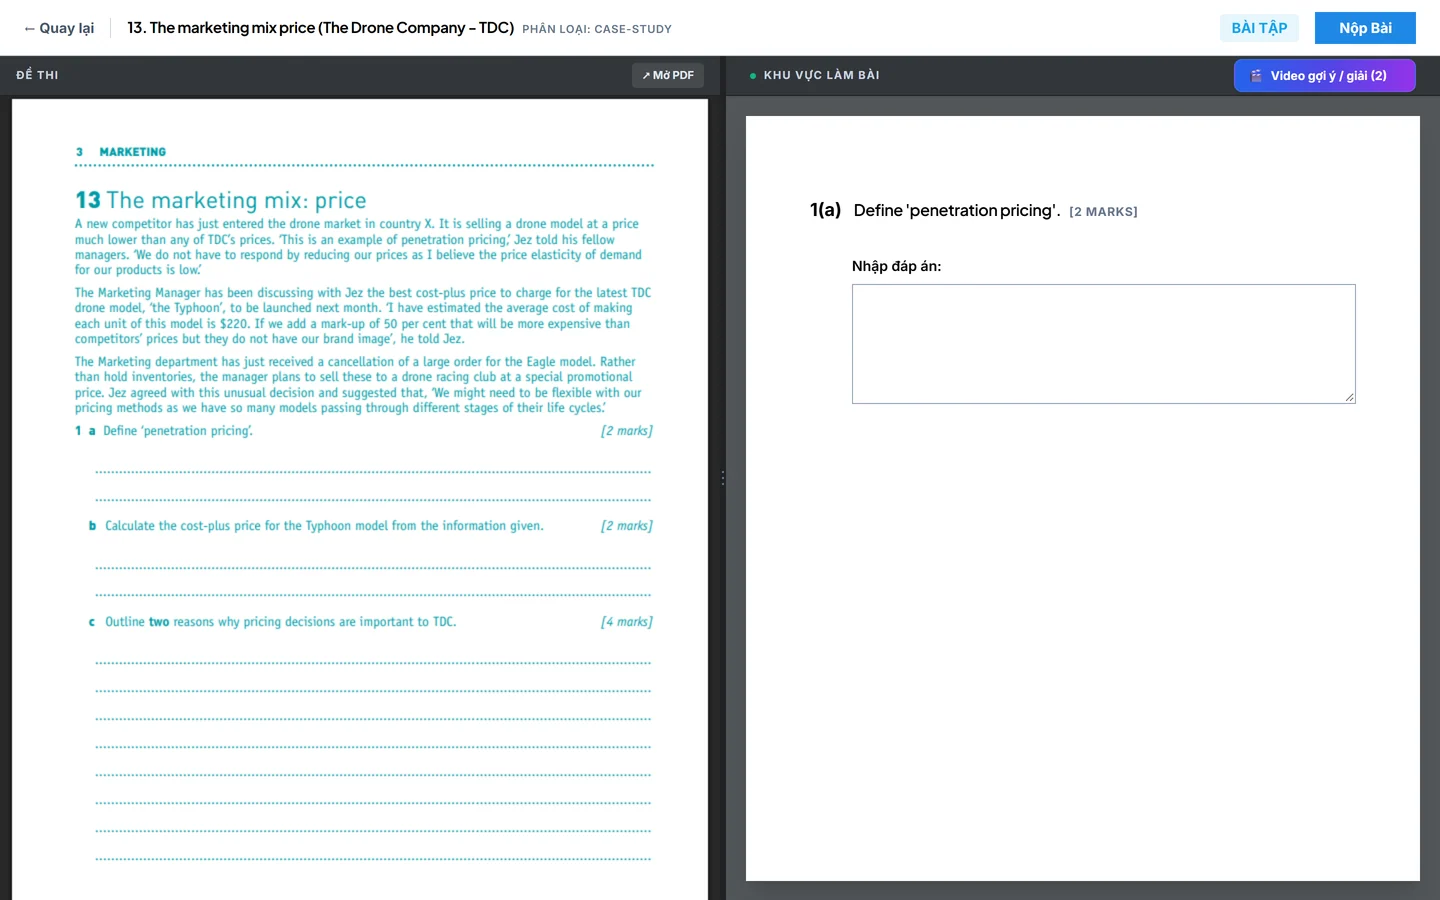 ← Quay lại
13. The marketing mix price (The Drone Company - TDC) PHÂN LOẠI: CASE-STUDY
BÀI TẬP
Nộp Bài
ĐỀ THI
↗ Mở PDF
3 MARKETING
13 The marketing mix: price
A new competitor has just entered the drone market in country X. It is selling a drone model at a price
much lower than any of TDC's prices. 'This is an example of penetration pricing,' Jez told his fellow
managers. 'We do not have to respond by reducing our prices as I believe the price elasticity of demand
for our products is low.'
The Marketing Manager has been discussing with Jez the best cost-plus price to charge for the latest TDC
drone model, 'the Typhoon', to be launched next month. 'I have estimated the average cost of making
each unit of this model is $220. If we add a mark-up of 50 per cent that will be more expensive than
competitors' prices but they do not have our brand image', he told Jez.
The Marketing department has just received a cancellation of a large order for the Eagle model. Rather
than hold inventories, the manager plans to sell these to a drone racing club at a special promotional
price. Jez agreed with this unusual decision and suggested that, 'We might need to be flexible with our
pricing methods as we have so many models passing through different stages of their life cycles.'
1 a Define 'penetration pricing'. [2 marks]
b Calculate the cost-plus price for the Typhoon model from the information given. [2 marks]
c Outline two reasons why pricing decisions are important to TDC. [4 marks]
KHU VỰC LÀM BÀI
Video gợi ý / giải (2)
1(a) Define 'penetration pricing'. [2 MARKS]
Nhập đáp án: